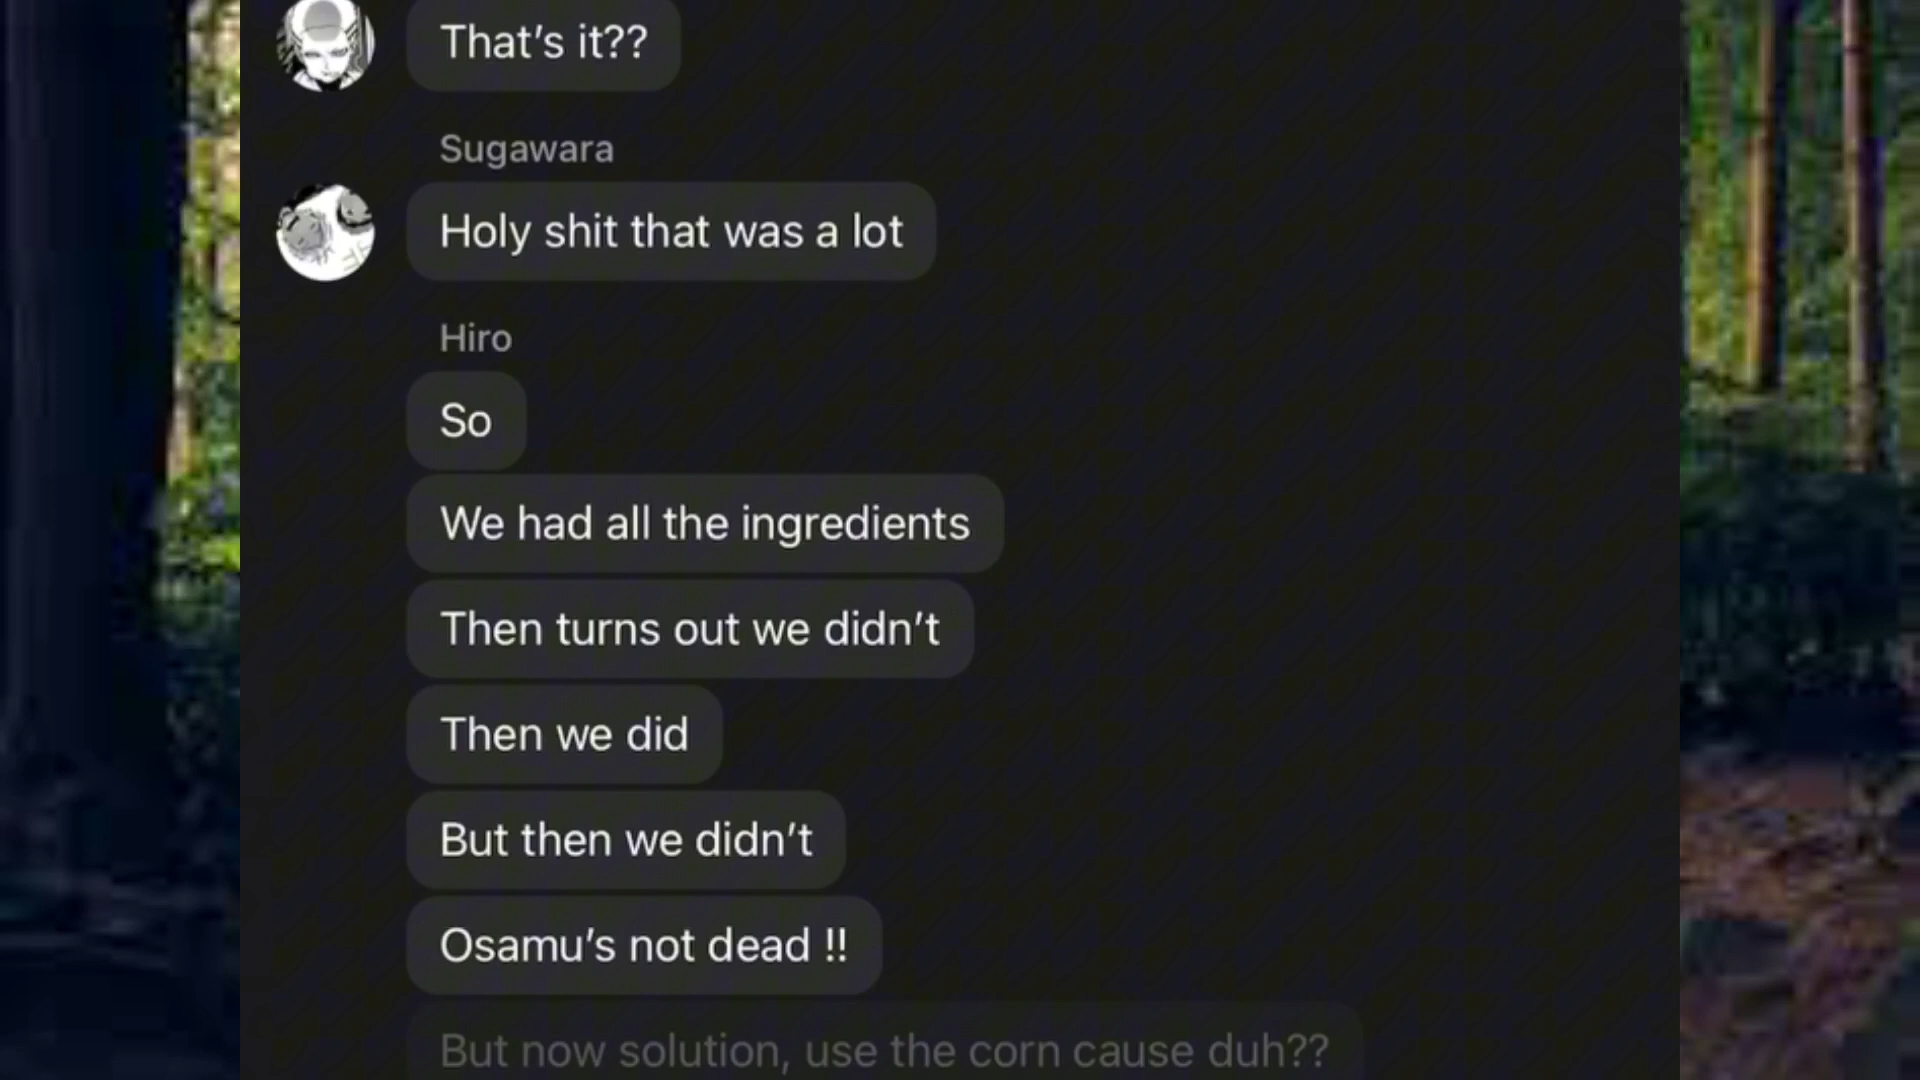 That’s it??
Sugawara
Holy shit that was a lot
Hiro
So
We had all the ingredients
Then turns out we didn’t
Then we did
But then we didn’t
Osamu’s not dead !!
But now solution, use the corn cause duh??